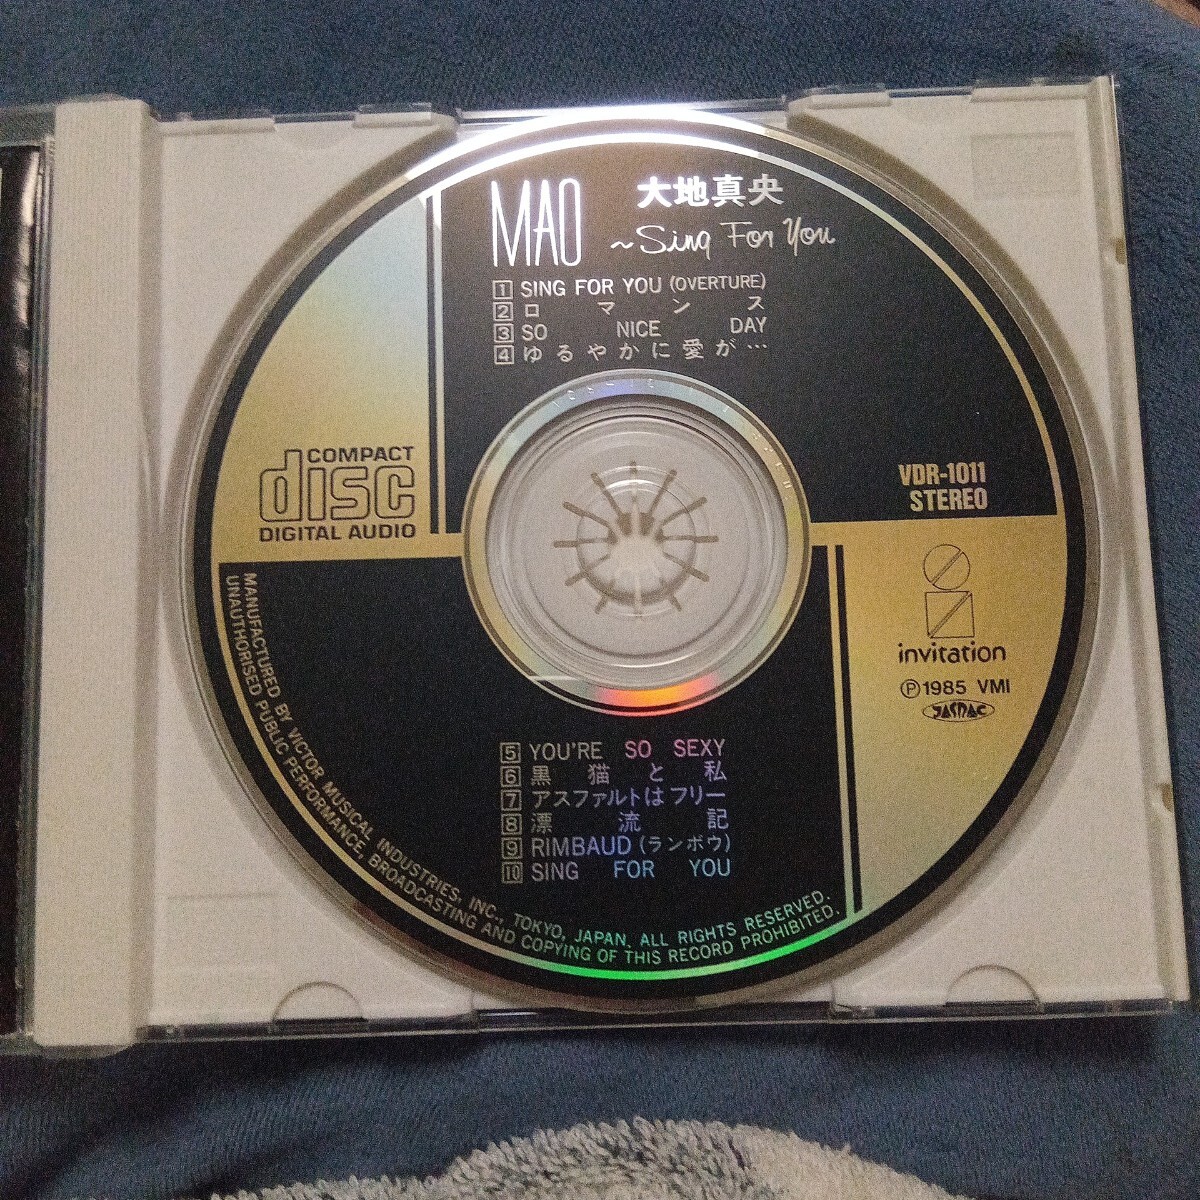 MAO
大地真央
~Sing For You
1 SING FOR YOU (OVERTURE)
2 ロマンス
3 SO NICE DAY
4 ゆるやかに愛が…
COMPACT
disc
DIGITAL AUDIO
VDR-1011
STEREO
invitation
Ⓟ1985 VMI
JASRAC
5 YOU'RE SO SEXY
6 黒猫と私
7 アスファルトはフリー
8 漂流記
9 RIMBAUD (ランボウ)
10 SING FOR YOU
MANUFACTURED BY VICTOR MUSICAL INDUSTRIES, INC., TOKYO, JAPAN. ALL RIGHTS RESERVED.
UNAUTHORISED PUBLIC PERFORMANCE, BROADCASTING AND COPYING OF THIS RECORD PROHIBITED.